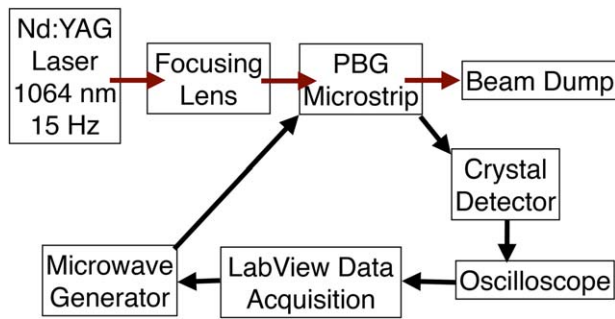 Nd:YAG
Laser
1064 nm
15 Hz
Focusing
Lens
PBG
Microstrip
Beam Dump
Crystal
Detector
Oscilloscope
LabView Data
Acquisition
Microwave
Generator